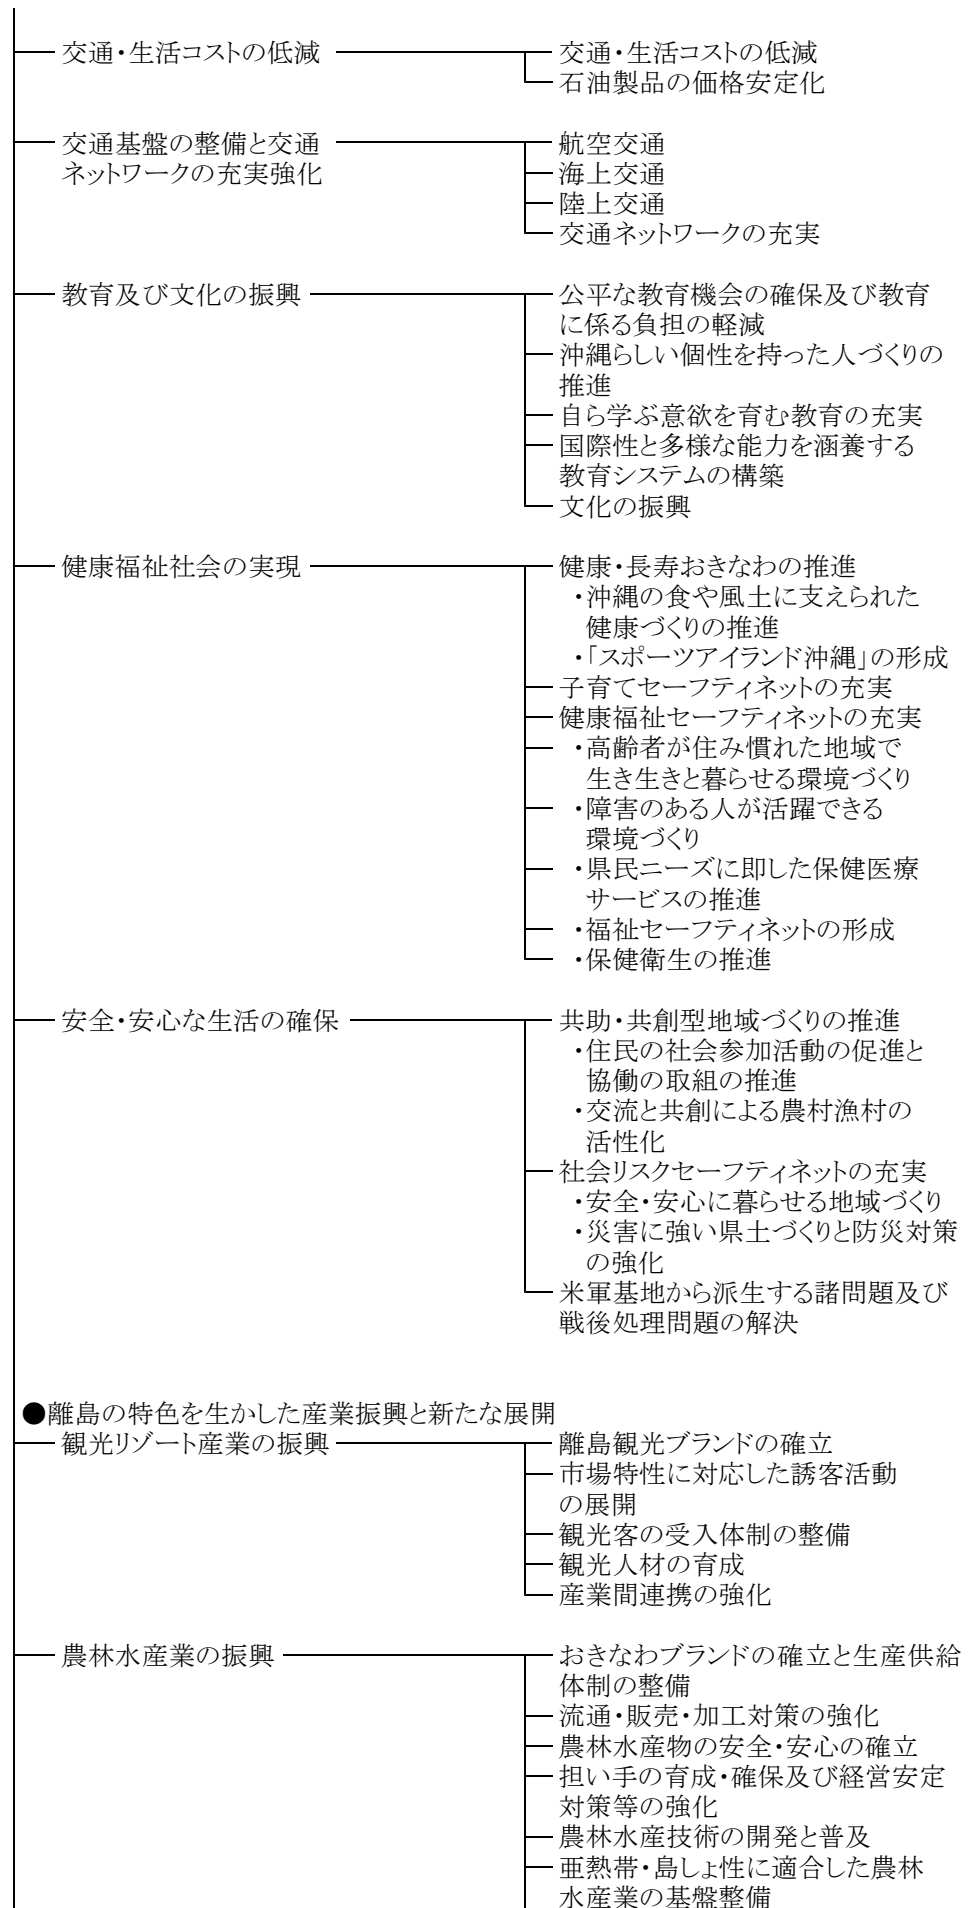 交通・生活コストの低減
交通・生活コストの低減
石油製品の価格安定化
交通基盤の整備と交通
ネットワークの充実強化
航空交通
海上交通
陸上交通
交通ネットワークの充実
教育及び文化の振興
公平な教育機会の確保及び教育
に係る負担の軽減
沖縄らしい個性を持った人づくりの
推進
自ら学ぶ意欲を育む教育の充実
国際性と多様な能力を涵養する
教育システムの構築
文化の振興
健康福祉社会の実現
健康・長寿おきなわの推進
・沖縄の食や風土に支えられた
健康づくりの推進
・「スポーツアイランド沖縄」の形成
子育てセーフティネットの充実
健康福祉セーフティネットの充実
・高齢者が住み慣れた地域で
生き生きと暮らせる環境づくり
・障害のある人が活躍できる
環境づくり
・県民ニーズに即した保健医療
サービスの推進
・福祉セーフティネットの形成
・保健衛生の推進
安全・安心な生活の確保
共助・共創型地域づくりの推進
・住民の社会参加活動の促進と
協働の取組の推進
・交流と共創による農村漁村の
活性化
社会リスクセーフティネットの充実
・安全・安心に暮らせる地域づくり
・災害に強い県土づくりと防災対策
の強化
米軍基地から派生する諸問題及び
戦後処理問題の解決
●離島の特色を生かした産業振興と新たな展開
観光リゾート産業の振興
離島観光ブランドの確立
市場特性に対応した誘客活動
の展開
観光客の受入体制の整備
観光人材の育成
産業間連携の強化
農林水産業の振興
おきなわブランドの確立と生産供給
体制の整備
流通・販売・加工対策の強化
農林水産物の安全・安心の確立
担い手の育成・確保及び経営安定
対策等の強化
農林水産技術の開発と普及
亜熱帯・島しょ性に適合した農林
水産業の基盤整備